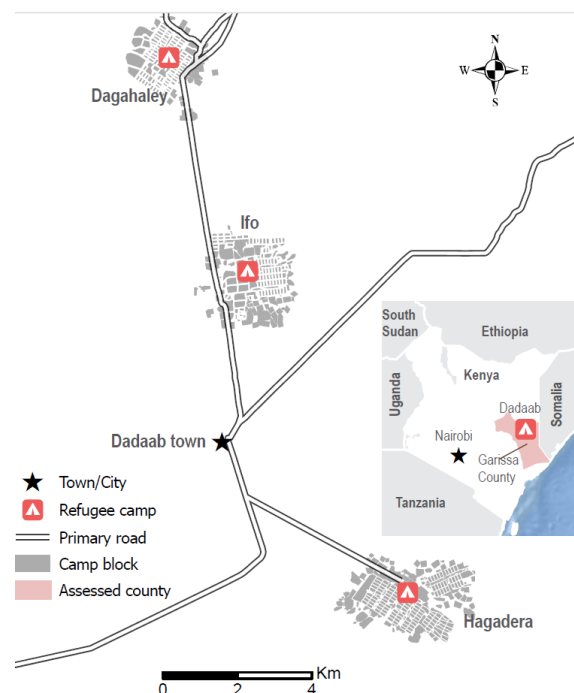 Dagahaley
N
W
E
S
Ifo
South
Sudan
Ethiopia
Uganda
Kenya
Somalia
Dadaab
Nairobi
Garissa
County
Tanzania
Dadaab town
Town/City
Refugee camp
Primary road
Camp block
Assessed county
Hagadera
Km
0 2 4